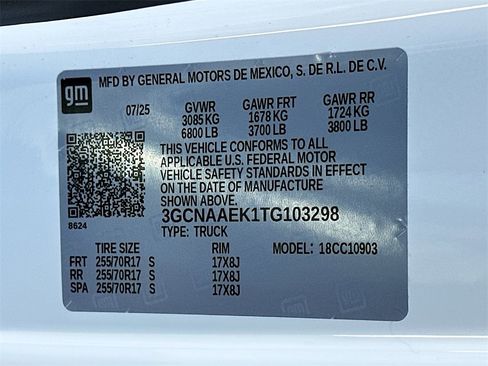 gm
MFD BY GENERAL MOTORS DE MEXICO, S. DE R.L. DE C.V.
07/25 GVWR GAWR FRT GAWR RR
3085 KG 1678 KG 1724 KG
6800 LB 3700 LB 3800 LB
THIS VEHICLE CONFORMS TO ALL
APPLICABLE U.S. FEDERAL MOTOR
VEHICLE SAFETY STANDARDS IN EFFECT
ON THE DATE OF MANUFACTURE
SHOWN ABOVE.
8624
3GCNAAEK1TG103298
TYPE: TRUCK
TIRE SIZE RIM MODEL: 18CC10903
FRT 255/70R17 S 17X8J
RR 255/70R17 S 17X8J
SPA 255/70R17 S 17X8J